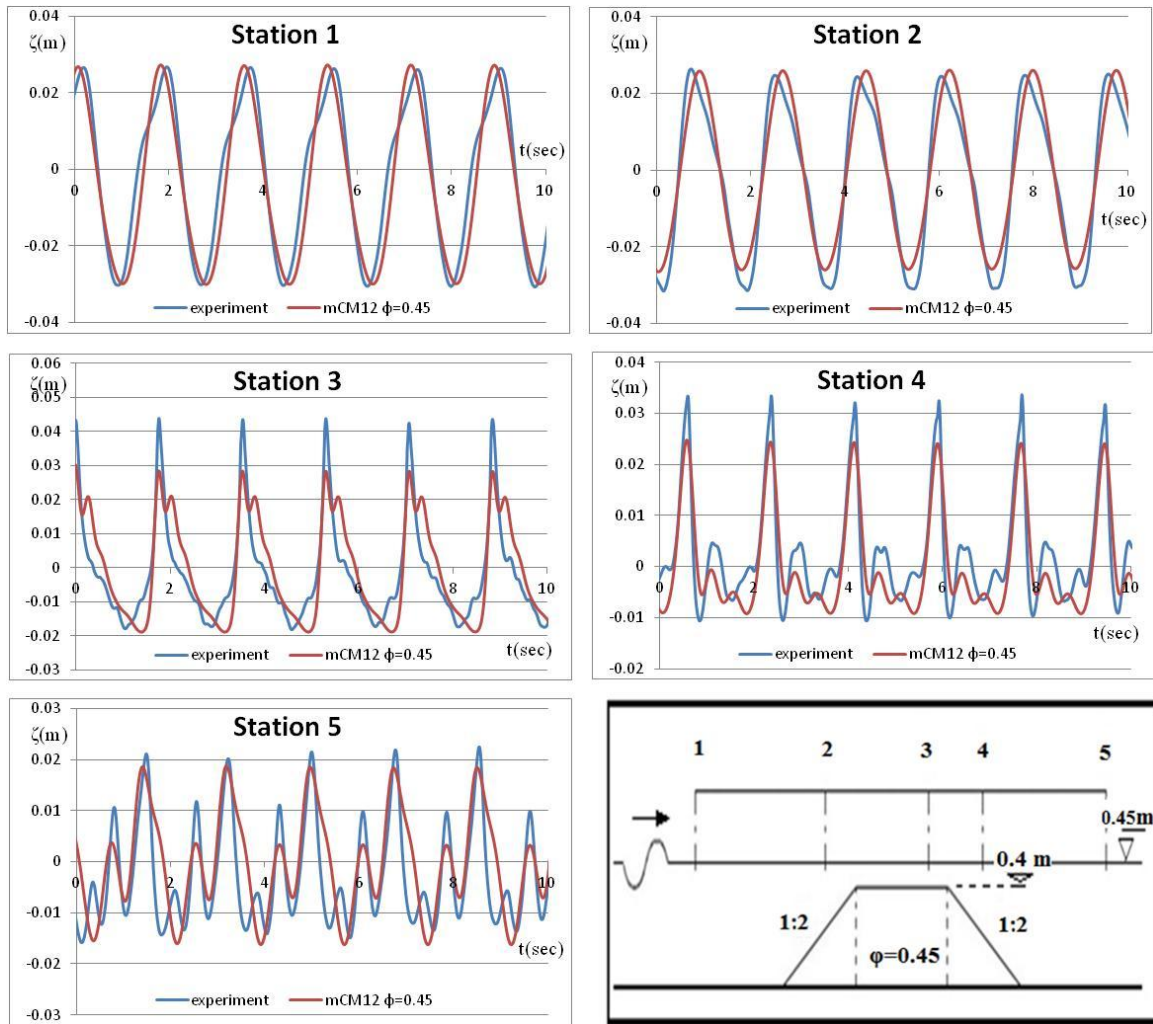 Station 1
0.04
ζ(m)
0.02
0
-0.02
-0.04
0 2 4 6 8 10
t(sec)
experiment mCM12 ϕ=0.45
Station 2
0.04
ζ(m)
0.02
0
-0.02
-0.04
0 2 4 6 8 10
t(sec)
experiment mCM12 ϕ=0.45
Station 3
0.06
ζ(m)
0.05
0.04
0.03
0.02
0.01
0
-0.01
-0.02
-0.03
0 2 4 6 8 10
t(sec)
experiment mCM12 ϕ=0.45
Station 4
0.04
ζ(m)
0.03
0.02
0.01
0
-0.01
-0.02
0 2 4 6 8 10
t(sec)
experiment mCM12 ϕ=0.45
Station 5
0.03
ζ(m)
0.02
0.01
0
-0.01
-0.02
-0.03
0 2 4 6 8 10
t(sec)
experiment mCM12 ϕ=0.45
1 2 3 4 5
0.45m
0.4 m
1:2 1:2
φ=0.45